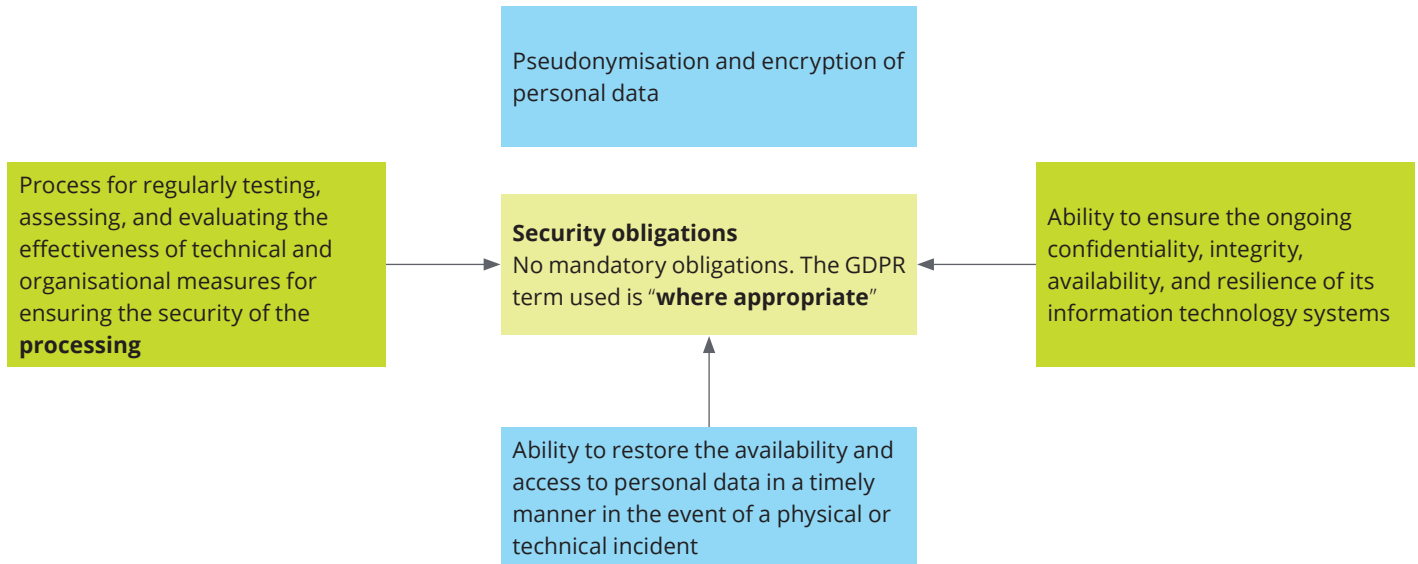 Pseudonymisation and encryption of
personal data
Process for regularly testing,
assessing, and evaluating the
effectiveness of technical and
organisational measures for
ensuring the security of the
processing
Security obligations
No mandatory obligations. The GDPR
term used is “where appropriate”
Ability to ensure the ongoing
confidentiality, integrity,
availability, and resilience of its
information technology systems
Ability to restore the availability and
access to personal data in a timely
manner in the event of a physical or
technical incident